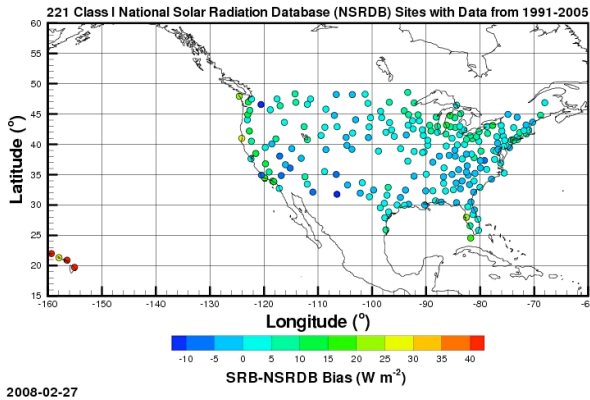 221 Class I National Solar Radiation Database (NSRDB) Sites with Data from 1991-2005
60
55
50
45
40
35
30
25
20
15
Latitude (°)
-160 -150 -140 -130 -120 -110 -100 -90 -80 -70 -6
Longitude (°)
-10 -5 0 5 10 15 20 25 30 35 40
SRB-NSRDB Bias (W m-2)
2008-02-27